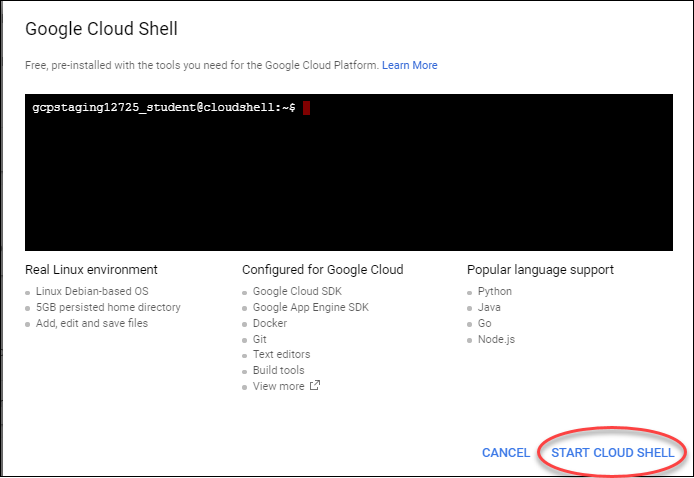 Google Cloud Shell
Free, pre-installed with the tools you need for the Google Cloud Platform. Learn More
gcpstaging12725_student@cloudshell:~$
Real Linux environment
Linux Debian-based OS
5GB persisted home directory
Add, edit and save files
Configured for Google Cloud
Google Cloud SDK
Google App Engine SDK
Docker
Git
Text editors
Build tools
View more
Popular language support
Python
Java
Go
Node.js
CANCEL
START CLOUD SHELL